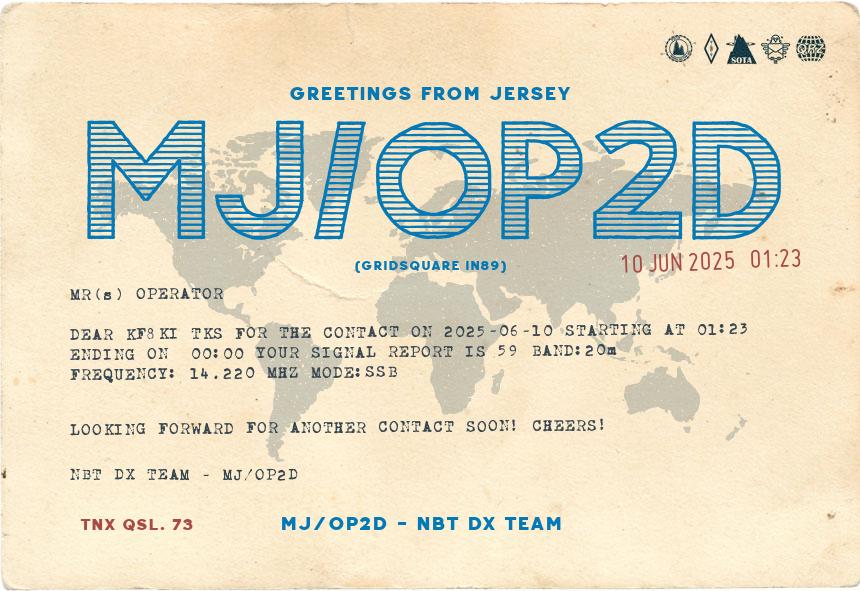 SOTA
QRZ
GREETINGS FROM JERSEY
MJ/OP2D
(GRIDSQUARE IN89)
10 JUN 2025 01:23
MR(s) OPERATOR
DEAR KF8KI TKS FOR THE CONTACT ON 2025-06-10 STARTING AT 01:23
ENDING ON 00:00 YOUR SIGNAL REPORT IS 59 BAND:20m
FREQUENCY: 14.220 MHZ MODE:SSB
LOOKING FORWARD FOR ANOTHER CONTACT SOON! CHEERS!
NBT DX TEAM - MJ/OP2D
TNX QSL. 73
MJ/OP2D - NBT DX TEAM